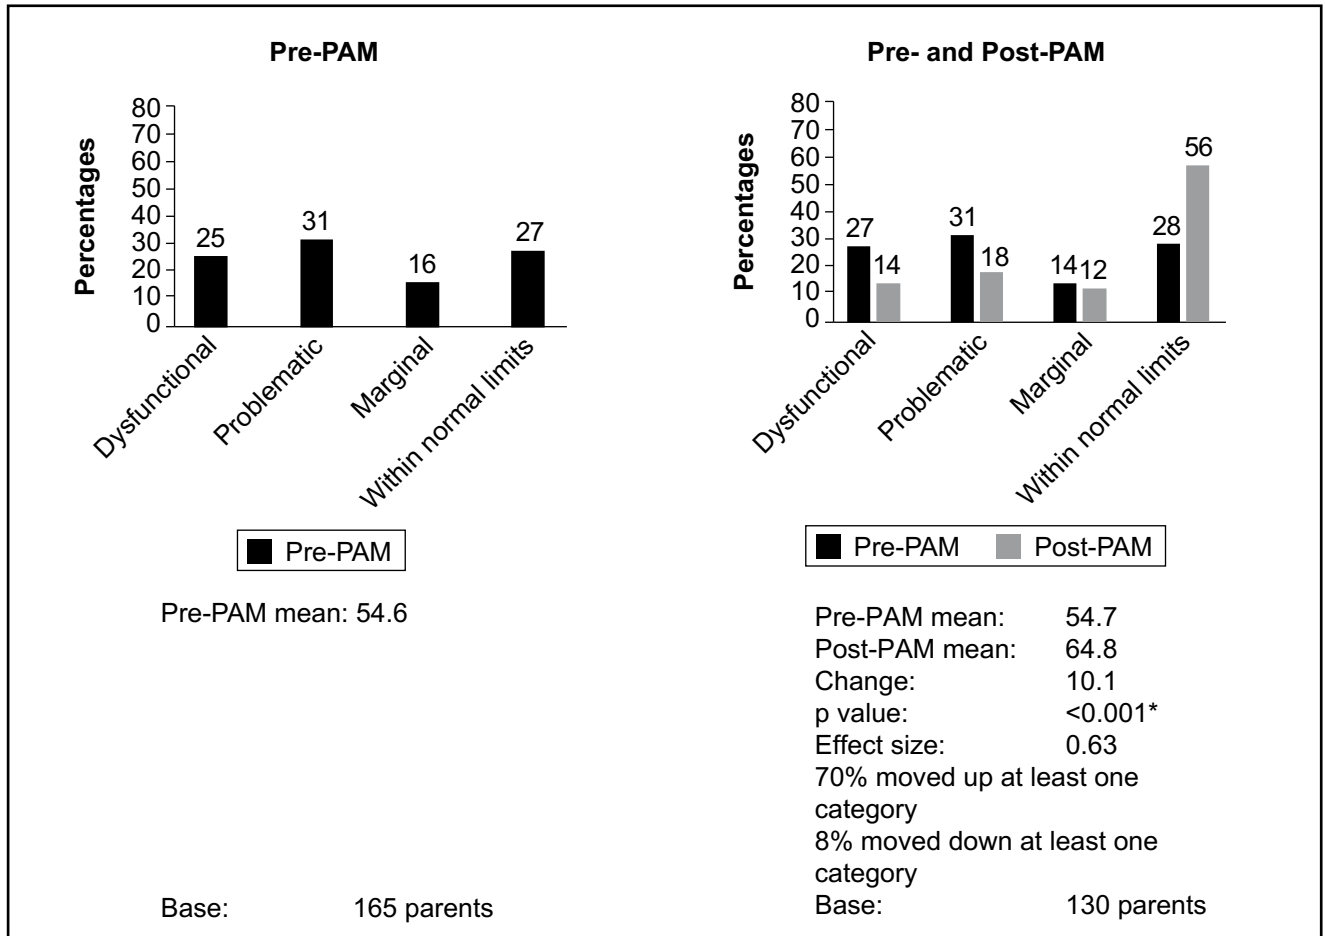 Pre-PAM
Percentages
80
70
60
50
40
30
20
10
0
25
31
16
27
Dysfunctional
Problematic
Marginal
Within normal limits
Pre-PAM
Pre-PAM mean: 54.6
Base: 165 parents
Pre- and Post-PAM
Percentages
80
70
60
50
40
30
20
10
0
27
14
31
18
14
12
28
56
Dysfunctional
Problematic
Marginal
Within normal limits
Pre-PAM Post-PAM
Pre-PAM mean: 54.7
Post-PAM mean: 64.8
Change: 10.1
p value: <0.001*
Effect size: 0.63
70% moved up at least one
category
8% moved down at least one
category
Base: 130 parents